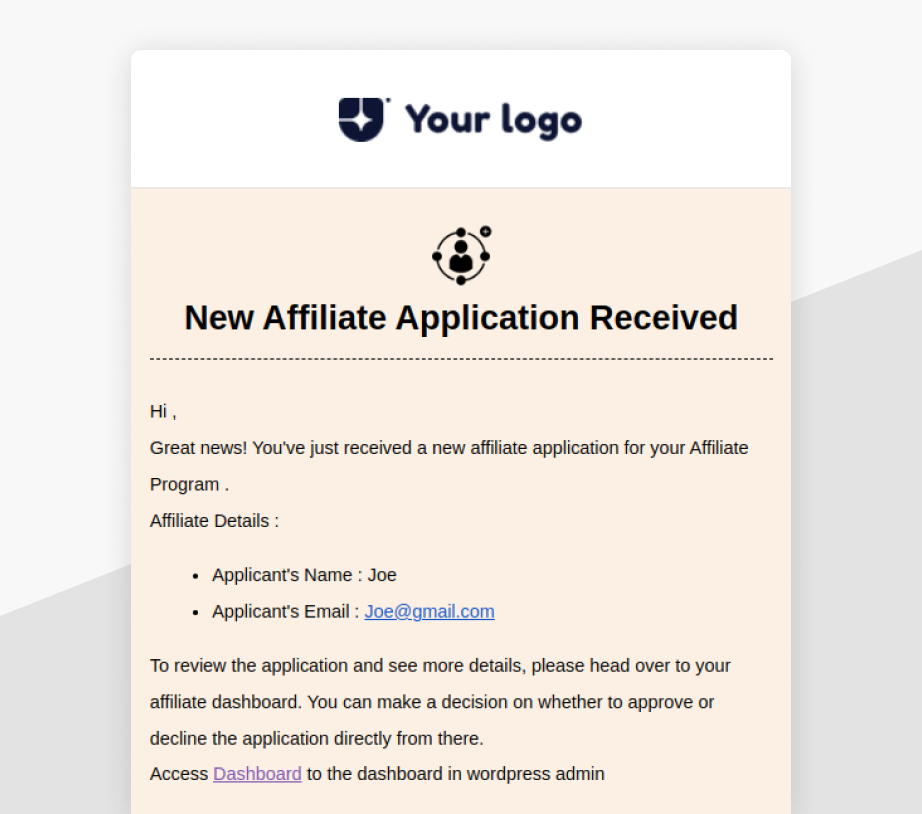 Your logo
New Affiliate Application Received
Hi ,
Great news! You've just received a new affiliate application for your Affiliate
Program .
Affiliate Details :
Applicant's Name : Joe
Applicant's Email : Joe@gmail.com
To review the application and see more details, please head over to your
affiliate dashboard. You can make a decision on whether to approve or
decline the application directly from there.
Access Dashboard to the dashboard in wordpress admin